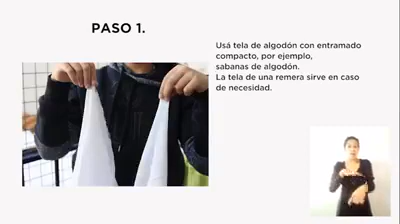 PASO 1.
Usá tela de algodón con entramado
compacto, por ejemplo,
sabanas de algodón.
La tela de una remera sirve en caso
de necesidad.